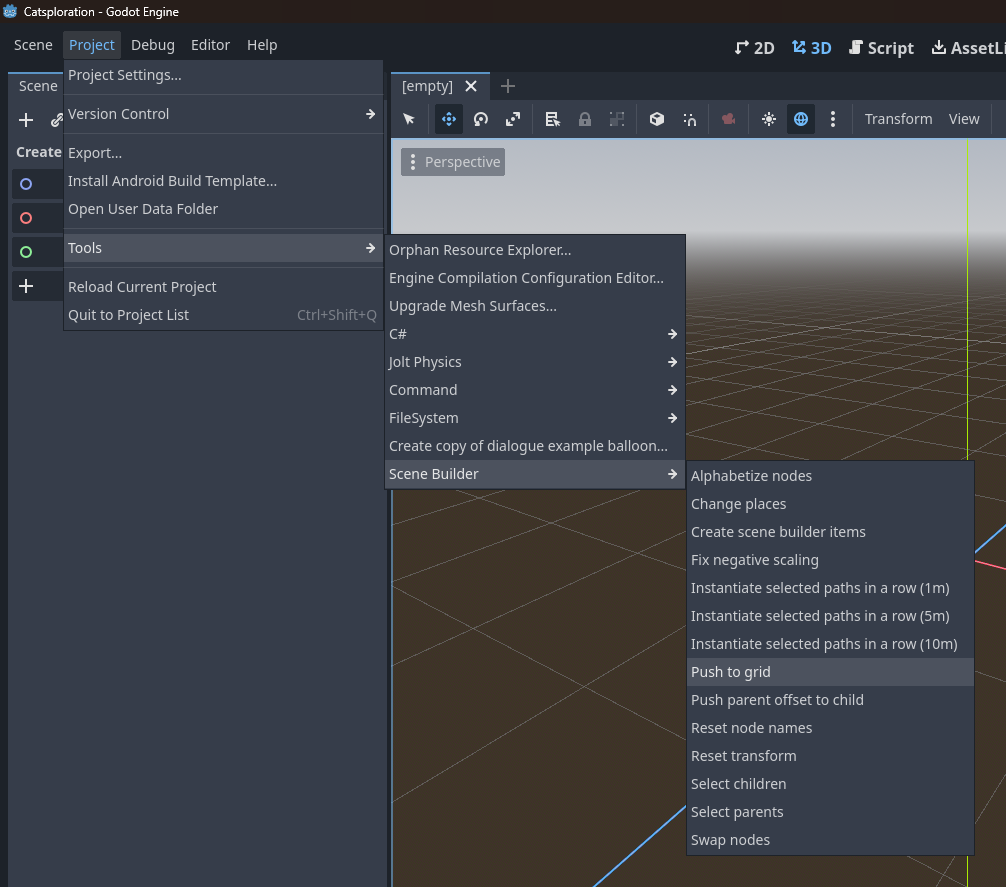 Catsploration - Godot Engine
Scene Project Debug Editor Help
2D 3D Script
Scene
[empty]
Transform View
Perspective
Create
Project Settings...
Version Control
Export...
Install Android Build Template...
Open User Data Folder
Tools
Reload Current Project
Quit to Project List Ctrl+Shift+Q
Orphan Resource Explorer...
Engine Compilation Configuration Editor...
Upgrade Mesh Surfaces...
C#
Jolt Physics
Command
FileSystem
Create copy of dialogue example balloon...
Scene Builder
Alphabetize nodes
Change places
Create scene builder items
Fix negative scaling
Instantiate selected paths in a row (1m)
Instantiate selected paths in a row (5m)
Instantiate selected paths in a row (10m)
Push to grid
Push parent offset to child
Reset node names
Reset transform
Select children
Select parents
Swap nodes